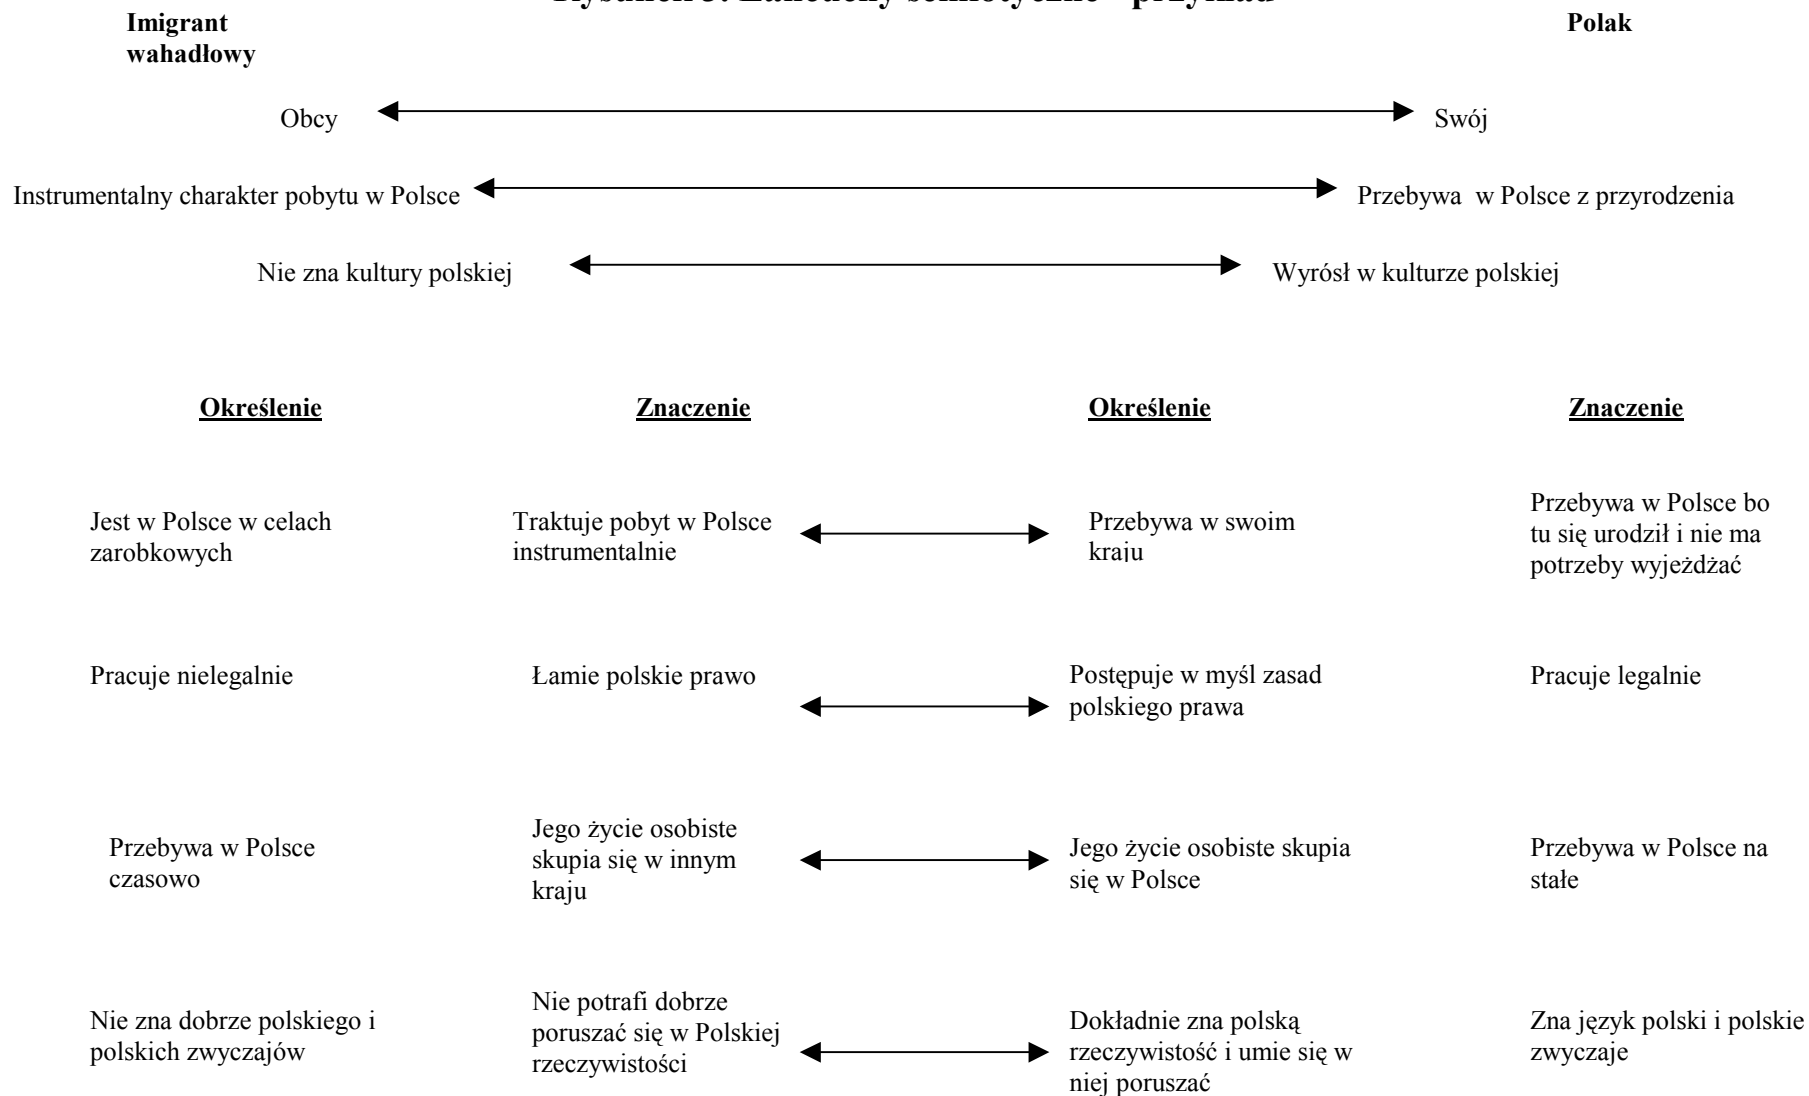 Imigrant
wahadłowy
Polak
Obcy
Swój
Instrumentalny charakter pobytu w Polsce
Przebywa w Polsce z przyrodzenia
Nie zna kultury polskiej
Wyrósł w kulturze polskiej
Określenie
Znaczenie
Określenie
Znaczenie
Jest w Polsce w celach
zarobkowych
Traktuje pobyt w Polsce
instrumentalnie
Przebywa w swoim
kraju
Przebywa w Polsce bo
tu się urodził i nie ma
potrzeby wyjeżdżać
Pracuje nielegalnie
Łamie polskie prawo
Postępuje w myśl zasad
polskiego prawa
Pracuje legalnie
Przebywa w Polsce
czasowo
Jego życie osobiste
skupia się w innym
kraju
Jego życie osobiste skupia
się w Polsce
Przebywa w Polsce na
stałe
Nie zna dobrze polskiego i
polskich zwyczajów
Nie potrafi dobrze
poruszać się w Polskiej
rzeczywistości
Dokładnie zna polską
rzeczywistość i umie się w
niej poruszać
Zna język polski i polskie
zwyczaje